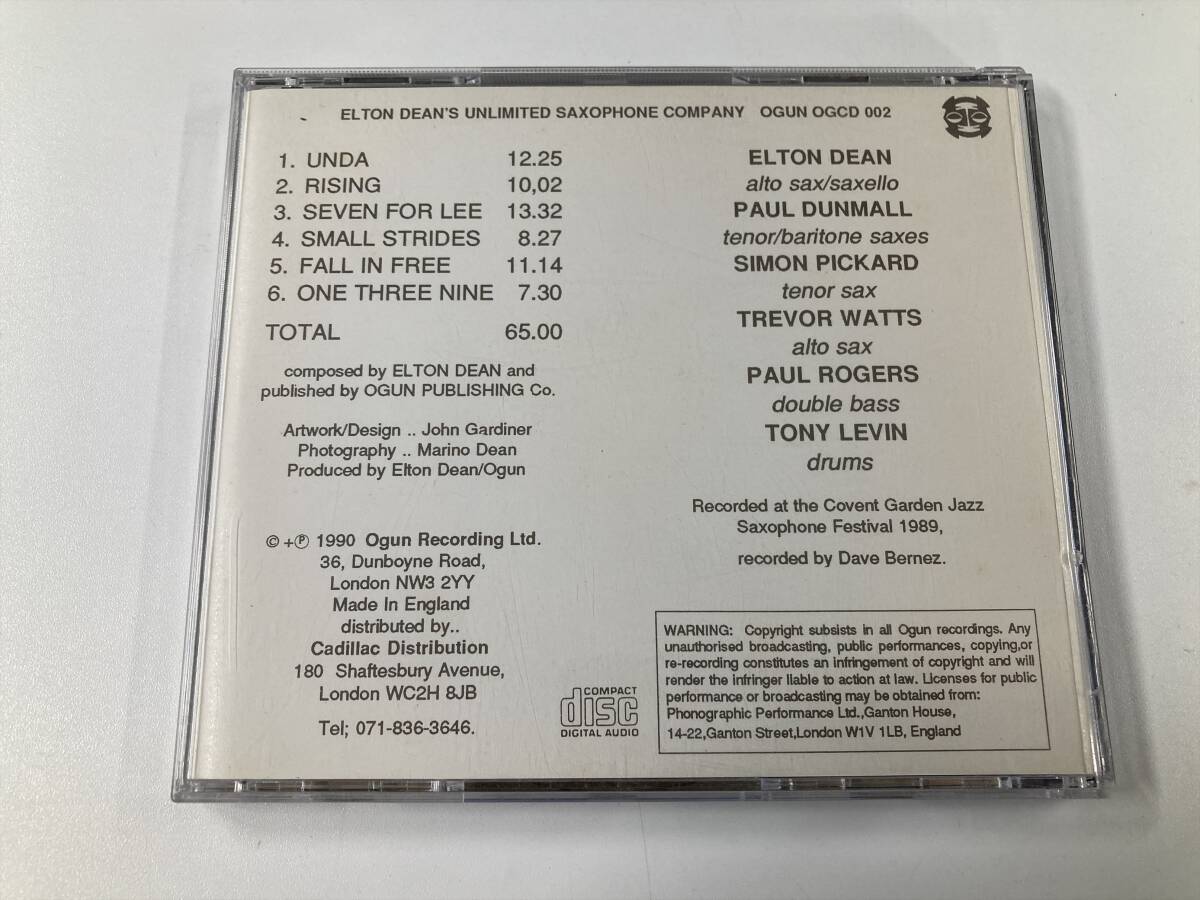 ELTON DEAN'S UNLIMITED SAXOPHONE COMPANY OGUN OGCD 002
1. UNDA 12.25
2. RISING 10,02
3. SEVEN FOR LEE 13.32
4. SMALL STRIDES 8.27
5. FALL IN FREE 11.14
6. ONE THREE NINE 7.30
TOTAL 65.00
composed by ELTON DEAN and
published by OGUN PUBLISHING Co.
Artwork/Design .. John Gardiner
Photography .. Marino Dean
Produced by Elton Dean/Ogun
© +℗ 1990 Ogun Recording Ltd.
36, Dunboyne Road,
London NW3 2YY
Made In England
distributed by..
Cadillac Distribution
180 Shaftesbury Avenue,
London WC2H 8JB
Tel; 071-836-3646.
COMPACT
disc
DIGITAL AUDIO
ELTON DEAN
alto sax/saxello
PAUL DUNMALL
tenor/baritone saxes
SIMON PICKARD
tenor sax
TREVOR WATTS
alto sax
PAUL ROGERS
double bass
TONY LEVIN
drums
Recorded at the Covent Garden Jazz
Saxophone Festival 1989,
recorded by Dave Bernez.
WARNING: Copyright subsists in all Ogun recordings. Any
unauthorised broadcasting, public performances, copying,or
re-recording constitutes an infringement of copyright and will
render the infringer liable to action at law. Licenses for public
performance or broadcasting may be obtained from:
Phonographic Performance Ltd.,Ganton House,
14-22,Ganton Street,London W1V 1LB, England